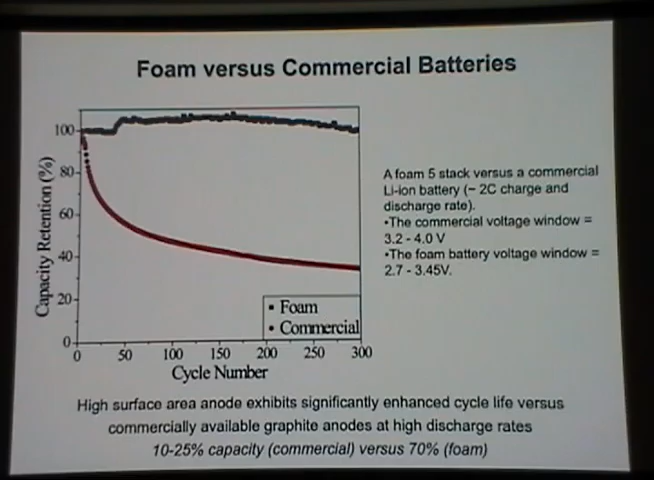 Foam versus Commercial Batteries
Capacity Retention (%)
100
80
60
40
20
0
0 50 100 150 200 250 300
Cycle Number
Foam
Commercial
A foam 5 stack versus a commercial
Li-ion battery (~ 2C charge and
discharge rate).
•The commercial voltage window =
3.2 - 4.0 V
•The foam battery voltage window =
2.7 - 3.45V.
High surface area anode exhibits significantly enhanced cycle life versus
commercially available graphite anodes at high discharge rates
10-25% capacity (commercial) versus 70% (foam)